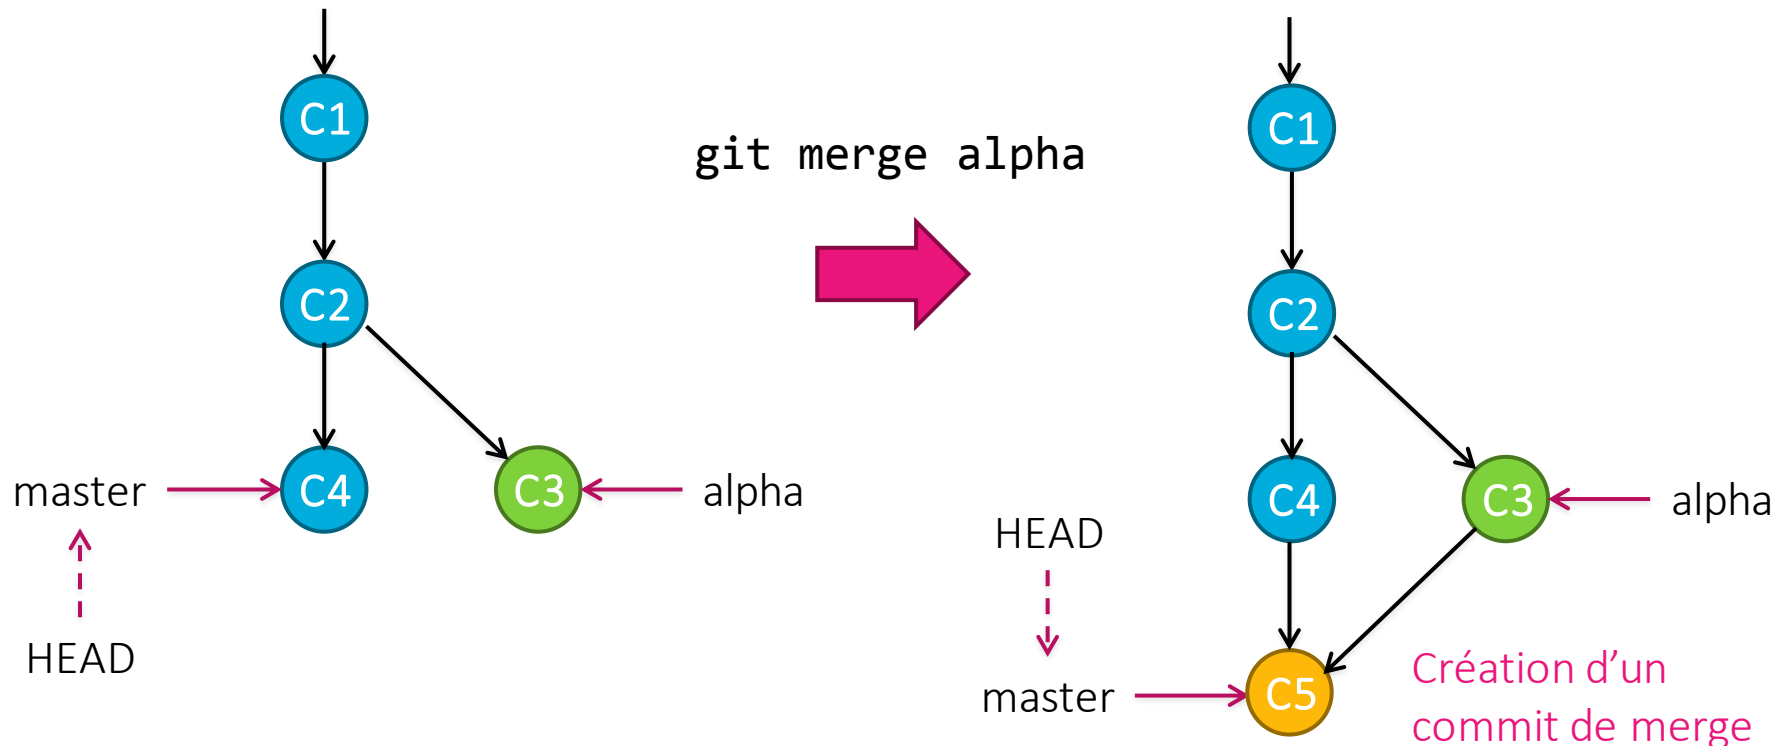 C1
C2
master
C4
C3
alpha
HEAD
git merge alpha
C1
C2
C4
C3
alpha
HEAD
master
C5
Création d’un
commit de merge